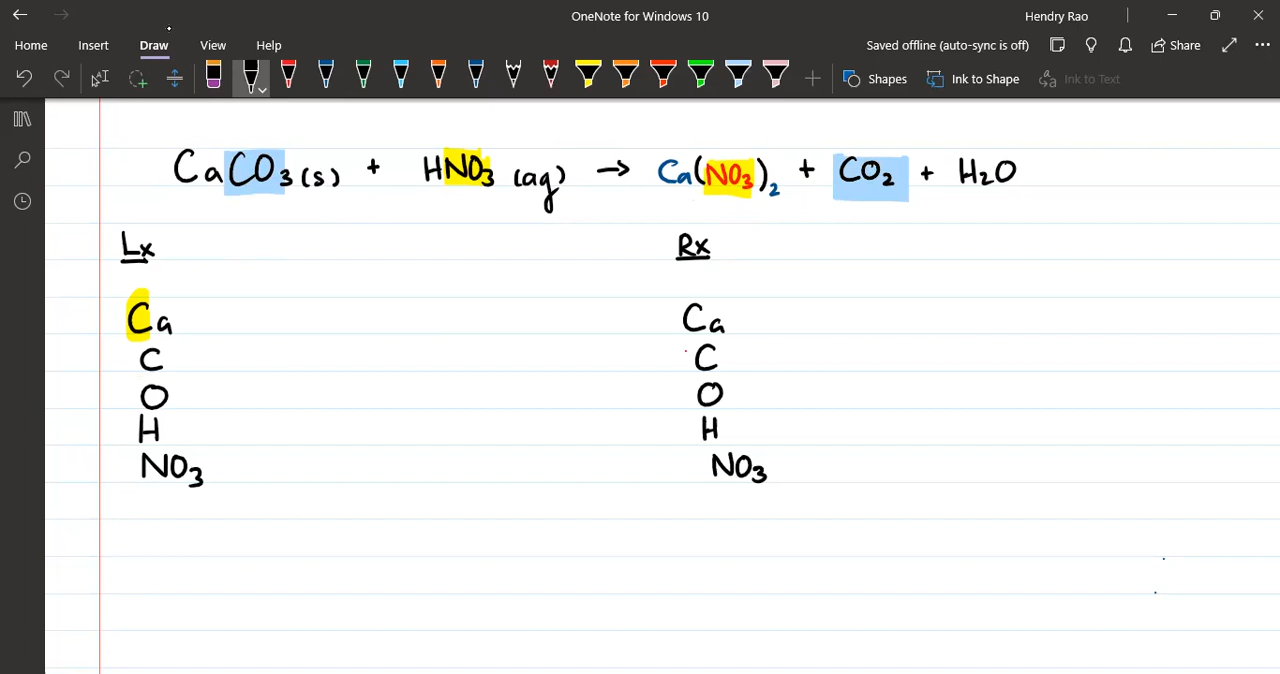 OneNote for Windows 10
Hendry Rao
Home Insert Draw View Help
Saved offline (auto-sync is off) Share
Shapes Ink to Shape Ink to Text
CaCO₃(s) + HNO₃ (aq) → Ca(NO₃)₂ + CO₂ + H₂O
Lx Rx
Ca Ca
C C
O O
H H
NO₃ NO₃